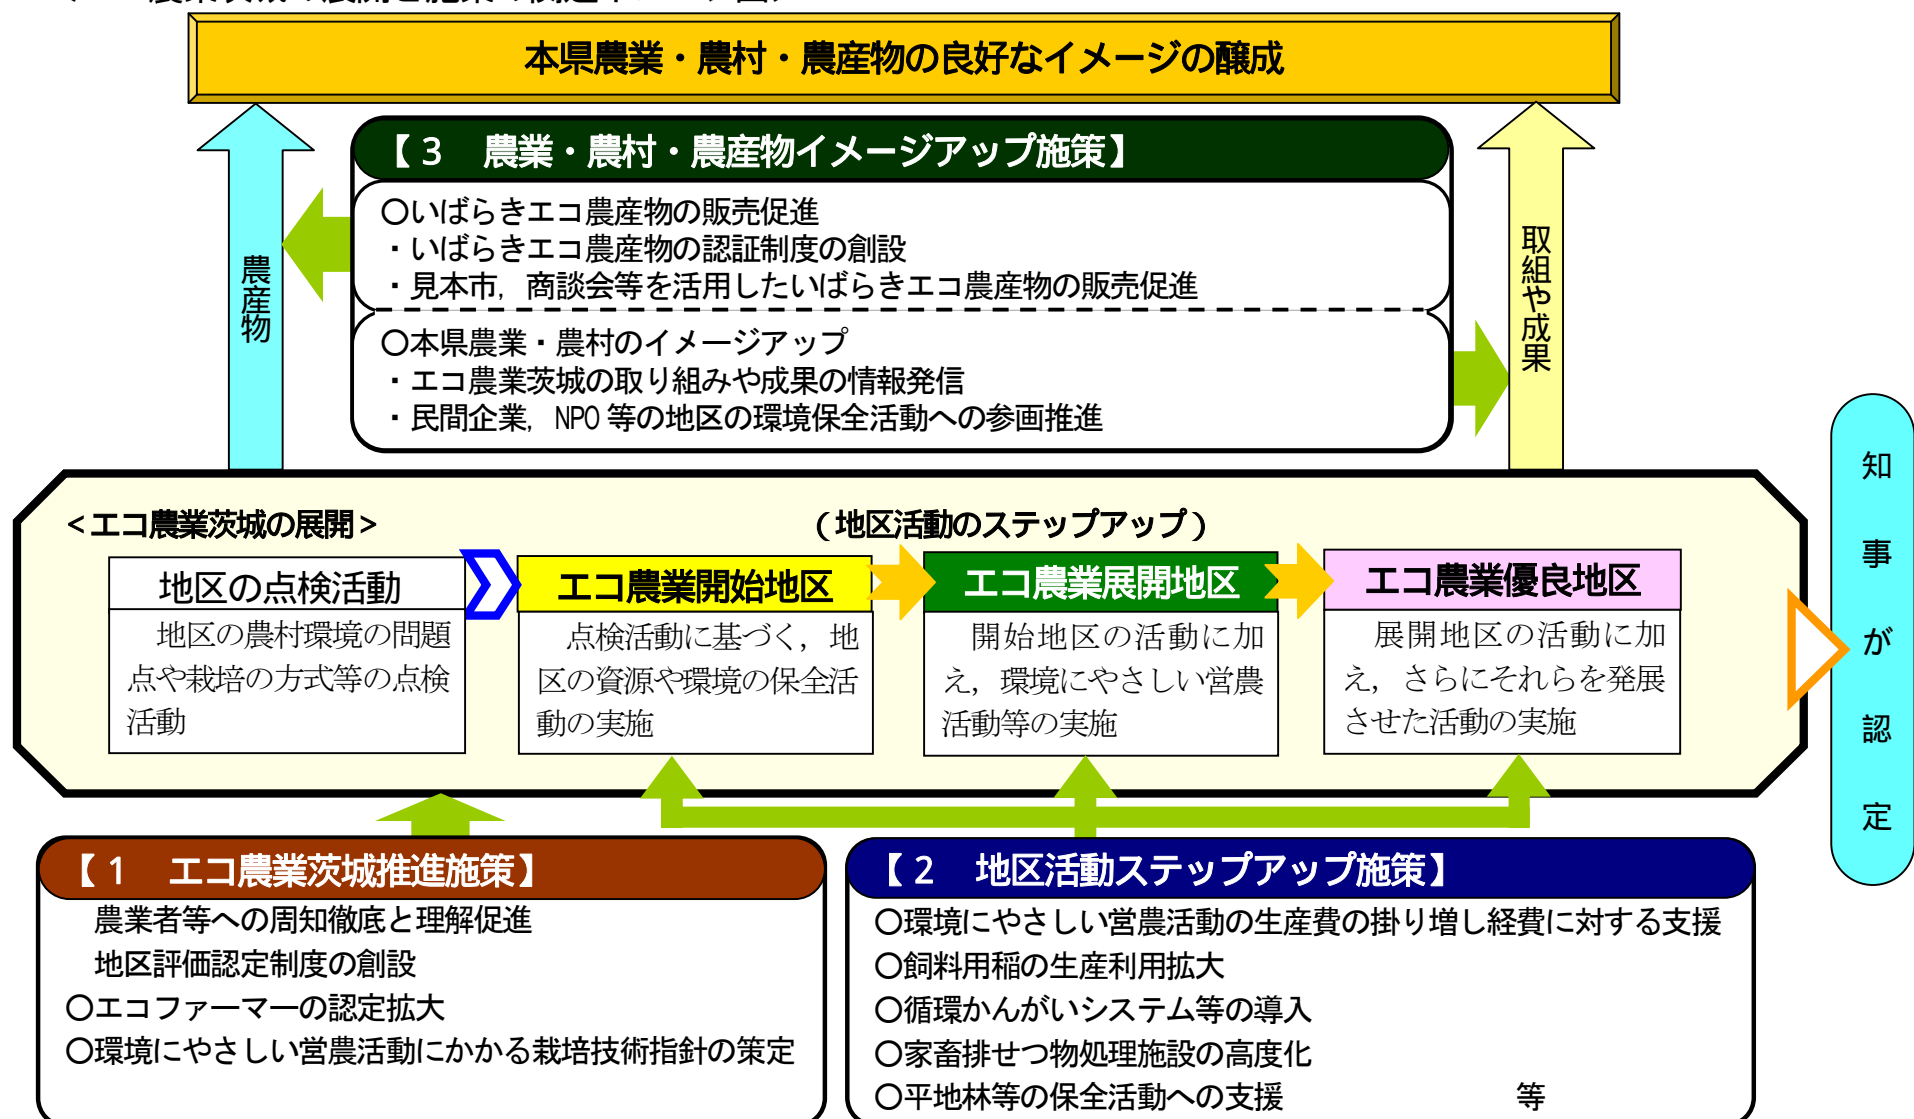 本県農業・農村・農産物の良好なイメージの醸成
【３　農業・農村・農産物イメージアップ施策】
○いばらきエコ農産物の販売促進
・いばらきエコ農産物の認証制度の創設
・見本市，商談会等を活用したいばらきエコ農産物の販売促進
○本県農業・農村のイメージアップ
・エコ農業茨城の取り組みや成果の情報発信
・民間企業，NPO等の地区の環境保全活動への参画推進
農産物
取組や成果
＜エコ農業茨城の展開＞
（地区活動のステップアップ）
地区の点検活動
地区の農村環境の問題
点や栽培の方式等の点検
活動
エコ農業開始地区
点検活動に基づく，地
区の資源や環境の保全活
動の実施
エコ農業展開地区
開始地区の活動に加
え，環境にやさしい営農
活動等の実施
エコ農業優良地区
展開地区の活動に加
え，さらにそれらを発展
させた活動の実施
知事が認定
【１　エコ農業茨城推進施策】
農業者等への周知徹底と理解促進
地区評価認定制度の創設
○エコファーマーの認定拡大
○環境にやさしい営農活動にかかる栽培技術指針の策定
【２　地区活動ステップアップ施策】
○環境にやさしい営農活動の生産費の掛り増し経費に対する支援
○飼料用稲の生産利用拡大
○循環かんがいシステム等の導入
○家畜排せつ物処理施設の高度化
○平地林等の保全活動への支援　　　　　　　　等